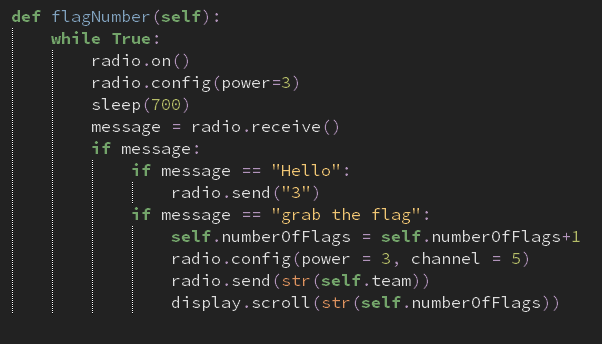 def flagNumber(self):
    while True:
        radio.on()
        radio.config(power=3)
        sleep(700)
        message = radio.receive()
        if message:
            if message == "Hello":
                radio.send("3")
            if message == "grab the flag":
                self.numberOfFlags = self.numberOfFlags+1
                radio.config(power = 3, channel = 5)
                radio.send(str(self.team))
                display.scroll(str(self.numberOfFlags))